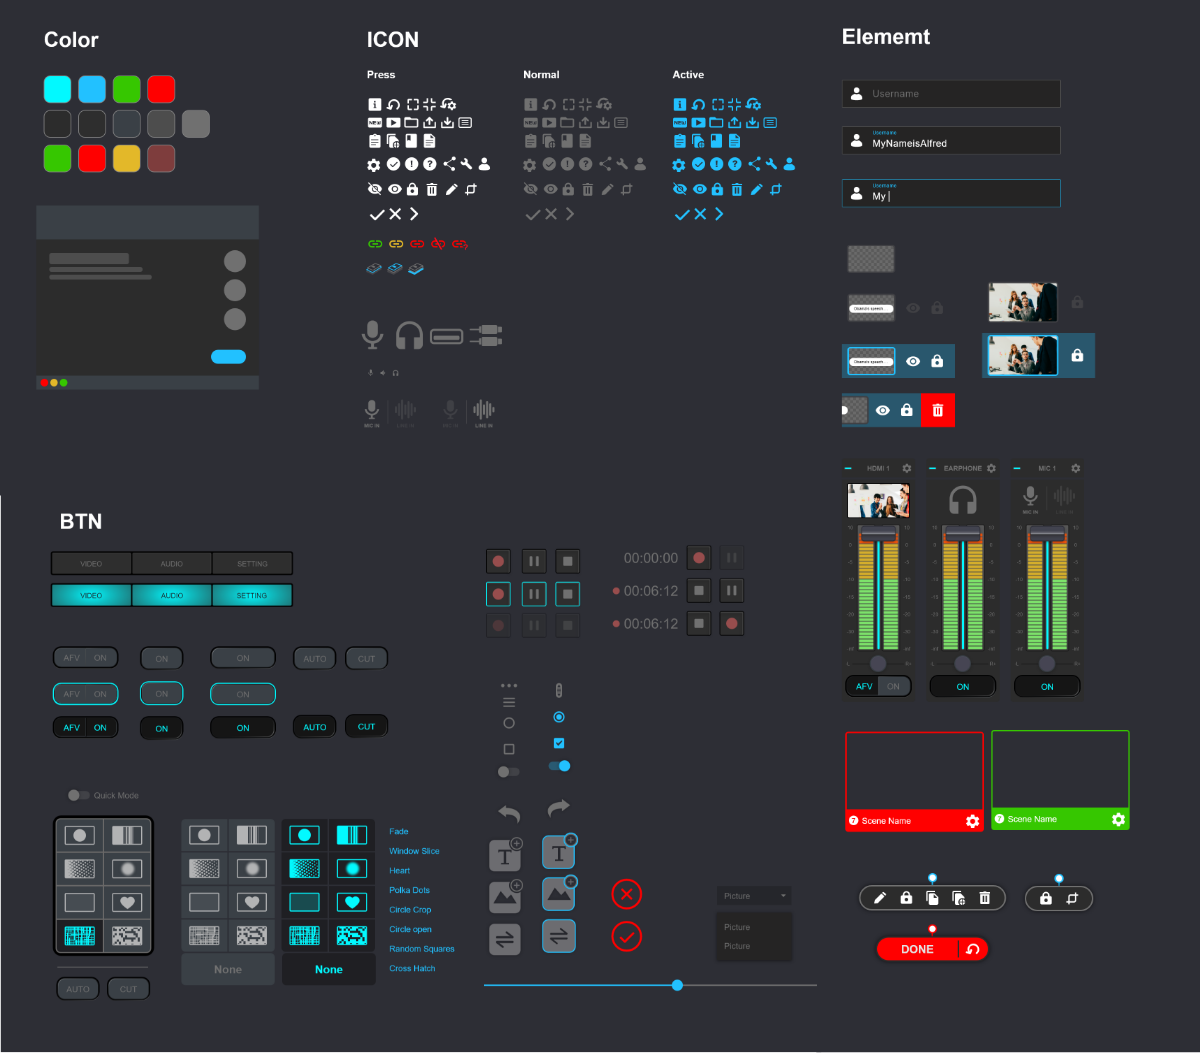 Color
ICON
Elememt
Press
Normal
Active
NEW
NEW
NEW
Username
Username
MyNameisAlfred
Username
My
MIC IN
LINE IN
MIC IN
LINE IN
HDMI 1
EARPHONE
MIC 1
MIC IN
LINE IN
AFV
ON
ON
ON
BTN
VIDEO
AUDIO
SETTING
VIDEO
AUDIO
SETTING
AFV
ON
ON
ON
AUTO
CUT
AFV
ON
ON
ON
AFV
ON
ON
ON
AUTO
CUT
00:00:00
00:06:12
00:06:12
Quick Mode
Fade
Window Slice
Heart
Polka Dots
Circle Crop
Circle open
Random Squares
Cross Hatch
None
None
AUTO
CUT
T
T
Picture
Picture
Picture
Scene Name
Scene Name
DONE